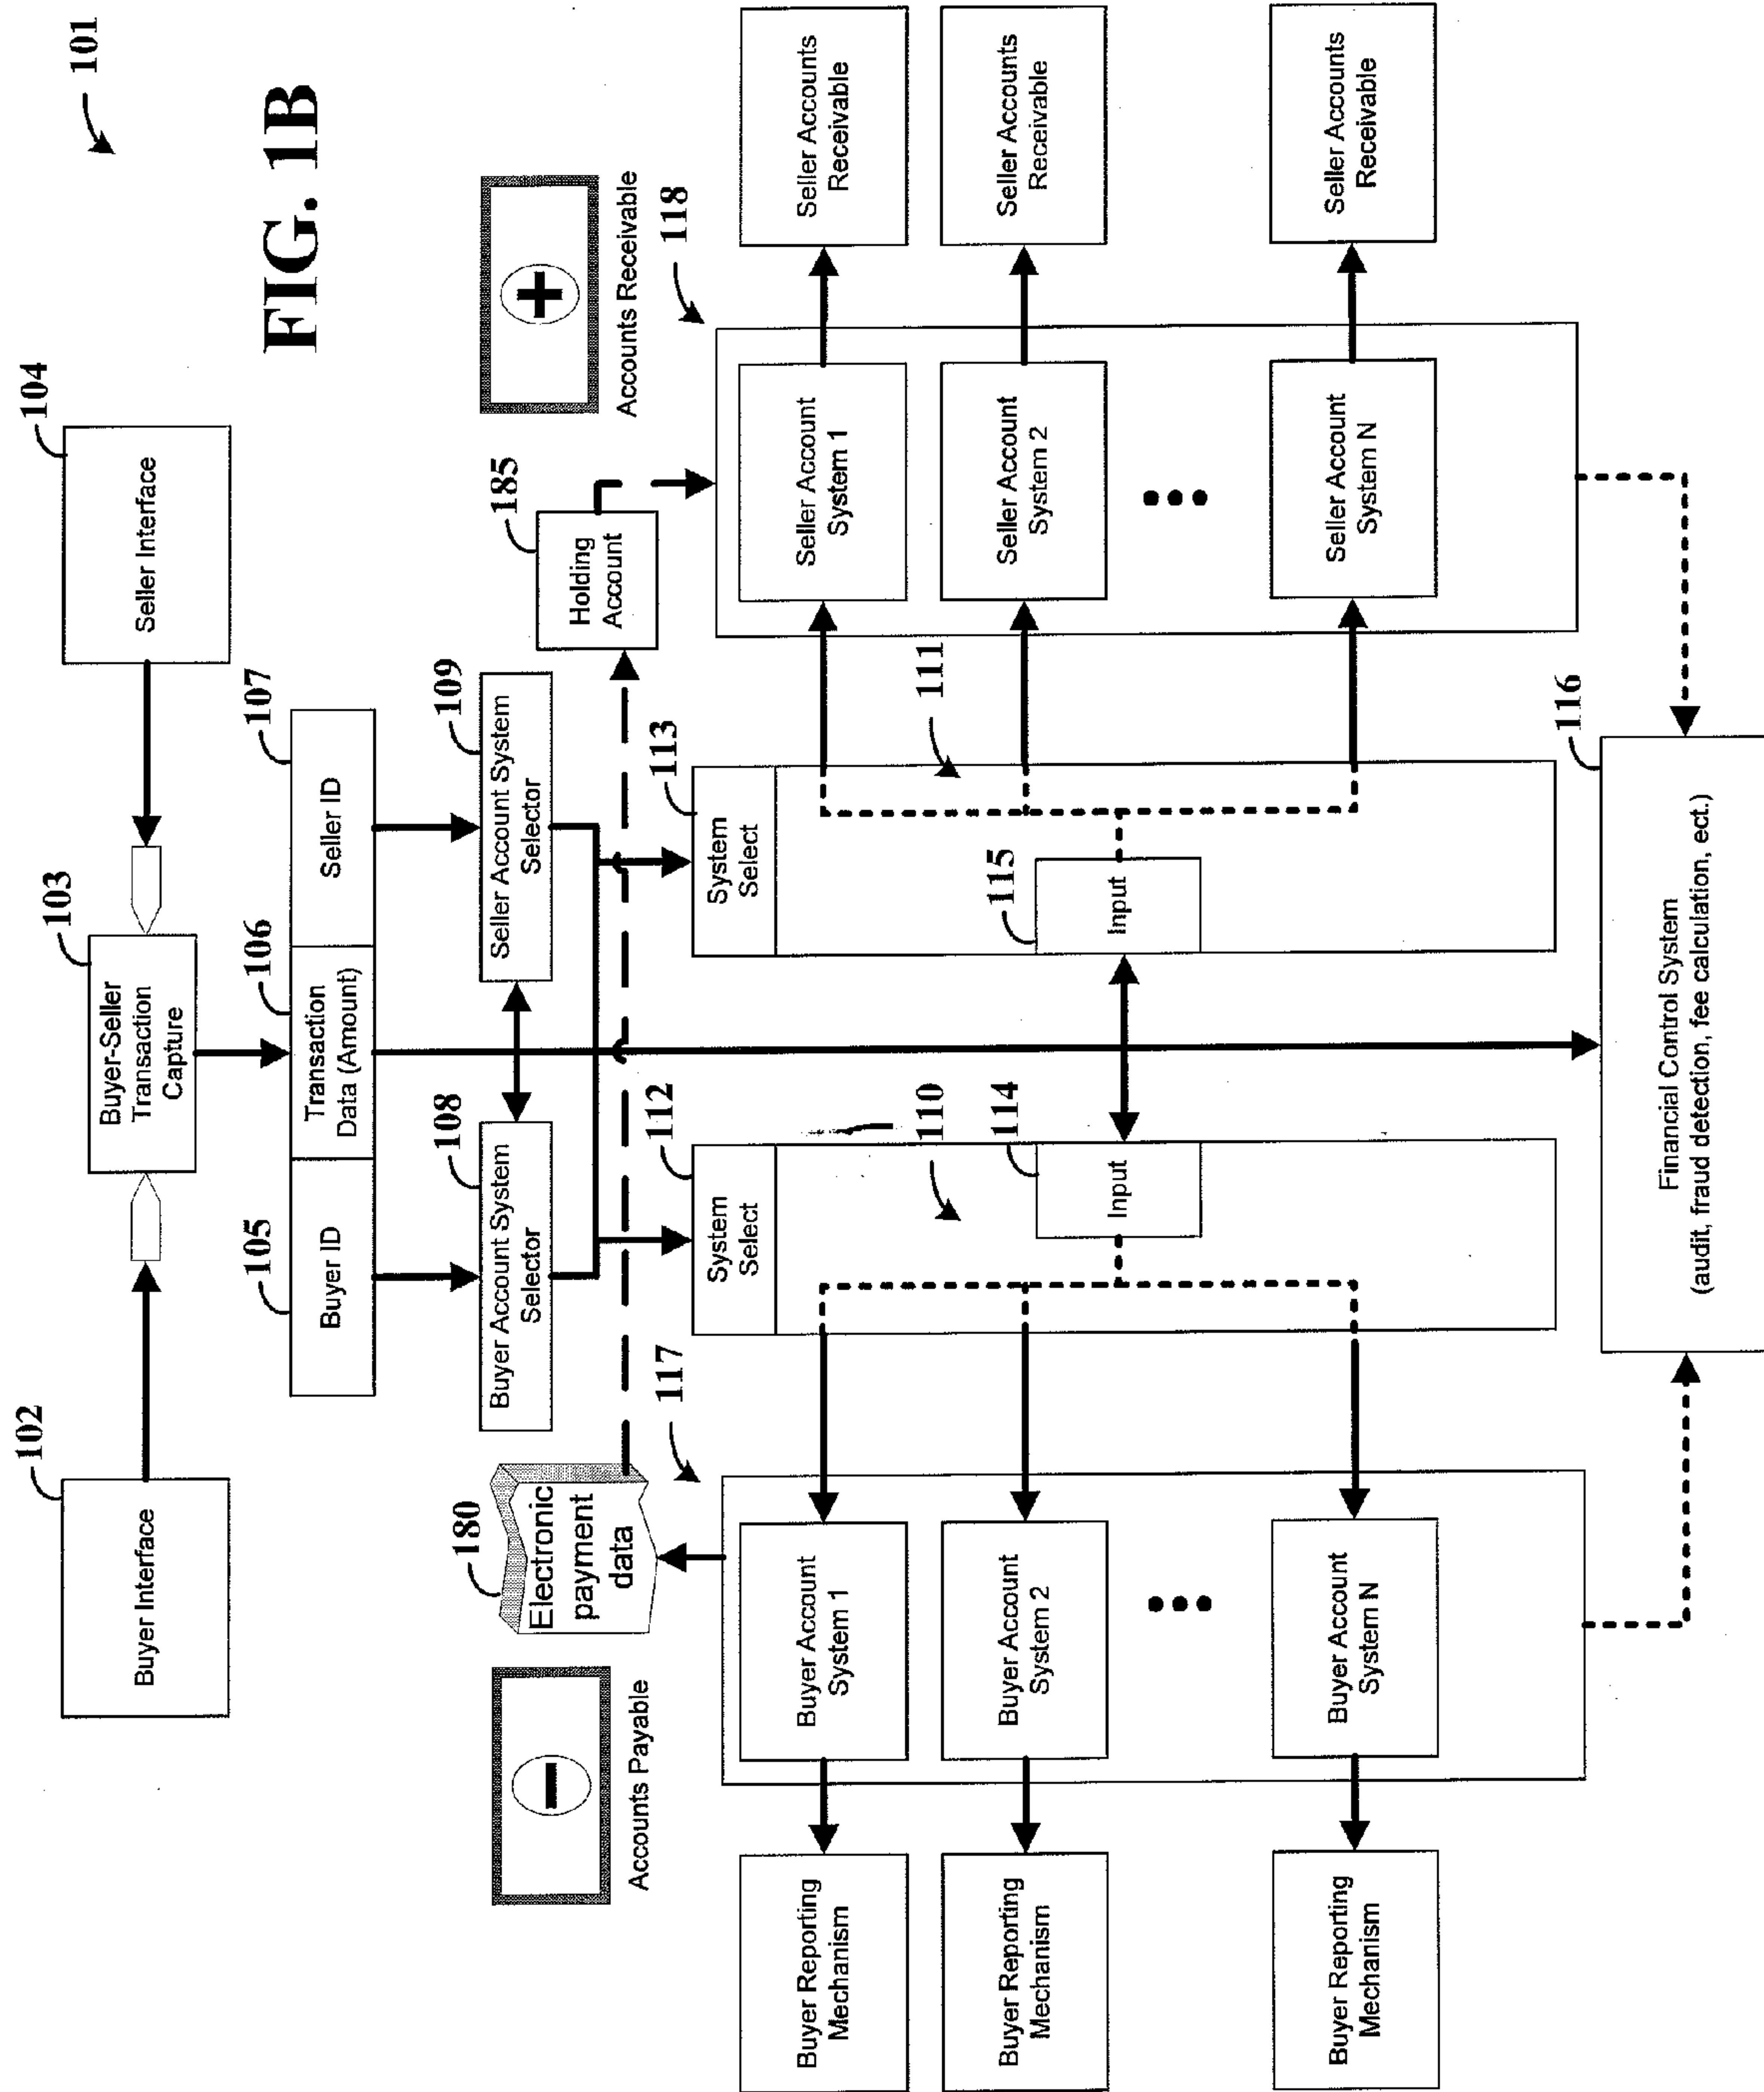 101
FIG. 1B
102
Buyer Interface
103
Buyer-Seller
Transaction
Capture
104
Seller Interface
105
Buyer ID
106
Transaction
Data (Amount)
107
Seller ID
108
Buyer Account System
Selector
109
Seller Account System
Selector
Accounts Payable
180
Electronic
payment
data
185
Holding
Account
+
Accounts Receivable
117
112
System
Select
110
114
Input
113
System
Select
111
115
Input
118
Buyer Reporting
Mechanism
Buyer Account
System 1
Seller Account
System 1
Seller Accounts
Receivable
Buyer Reporting
Mechanism
Buyer Account
System 2
Seller Account
System 2
Seller Accounts
Receivable
Buyer Reporting
Mechanism
Buyer Account
System N
Seller Account
System N
Seller Accounts
Receivable
116
Financial Control System
(audit, fraud detection, fee calculation, ect.)